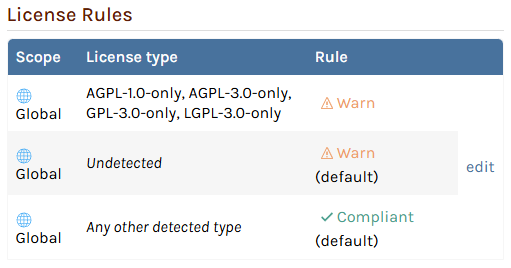 License Rules
Scope License type Rule
Global
AGPL-1.0-only, AGPL-3.0-only,
GPL-3.0-only, LGPL-3.0-only
Warn
Global
Undetected
Warn
(default)
edit
Global
Any other detected type
Compliant
(default)